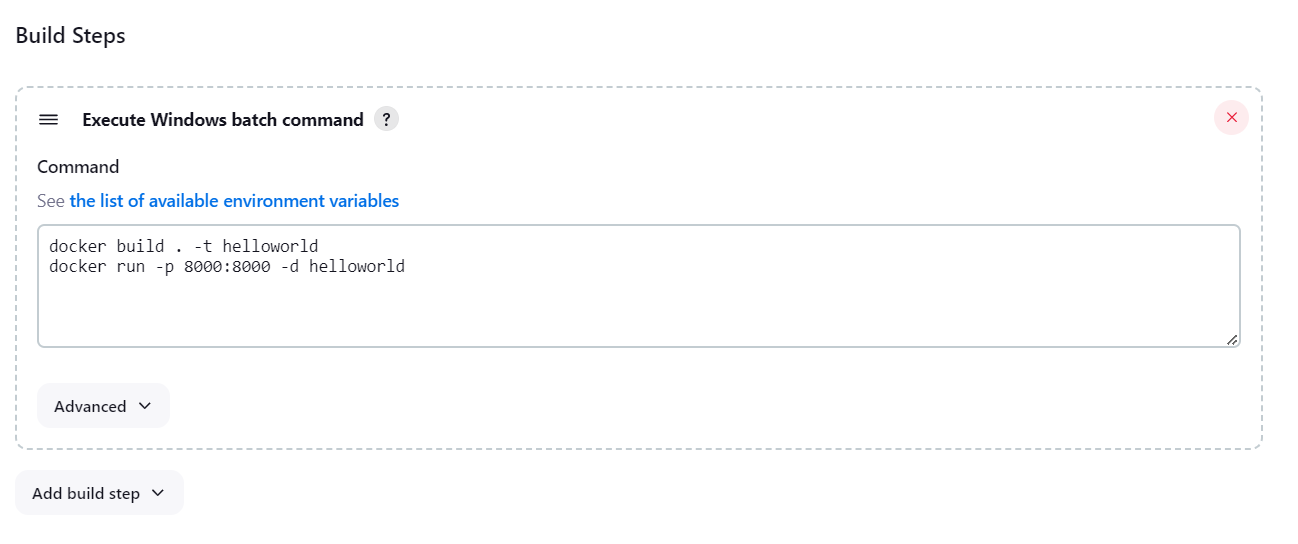 Build Steps
Execute Windows batch command ?
Command
See the list of available environment variables
docker build . -t helloworld
docker run -p 8000:8000 -d helloworld
Advanced
Add build step